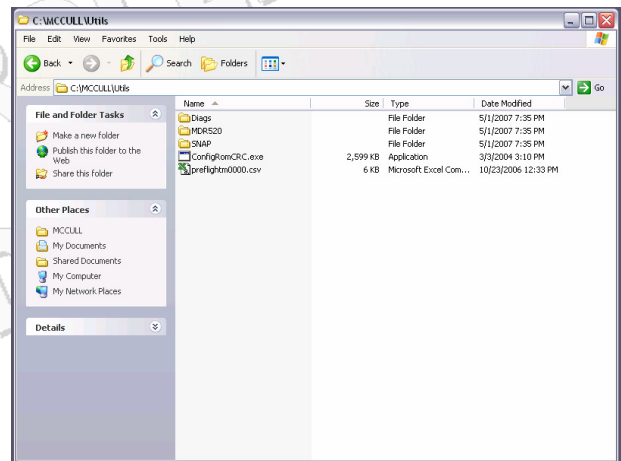 C:\MCCULL\Utils
File Edit View Favorites Tools Help
Back Search Folders
Address C:\MCCULL\Utils Go
File and Folder Tasks
Make a new folder
Publish this folder to the Web
Share this folder
Other Places
MCCULL
My Documents
Shared Documents
My Computer
My Network Places
Details
Name Size Type Date Modified
Diags File Folder 5/1/2007 7:35 PM
MDR520 File Folder 5/1/2007 7:35 PM
SNAP File Folder 5/1/2007 7:35 PM
ConfigRomCRC.exe 2,599 KB Application 3/3/2004 3:10 PM
preflightm0000.csv 6 KB Microsoft Excel Com... 10/23/2006 12:33 PM